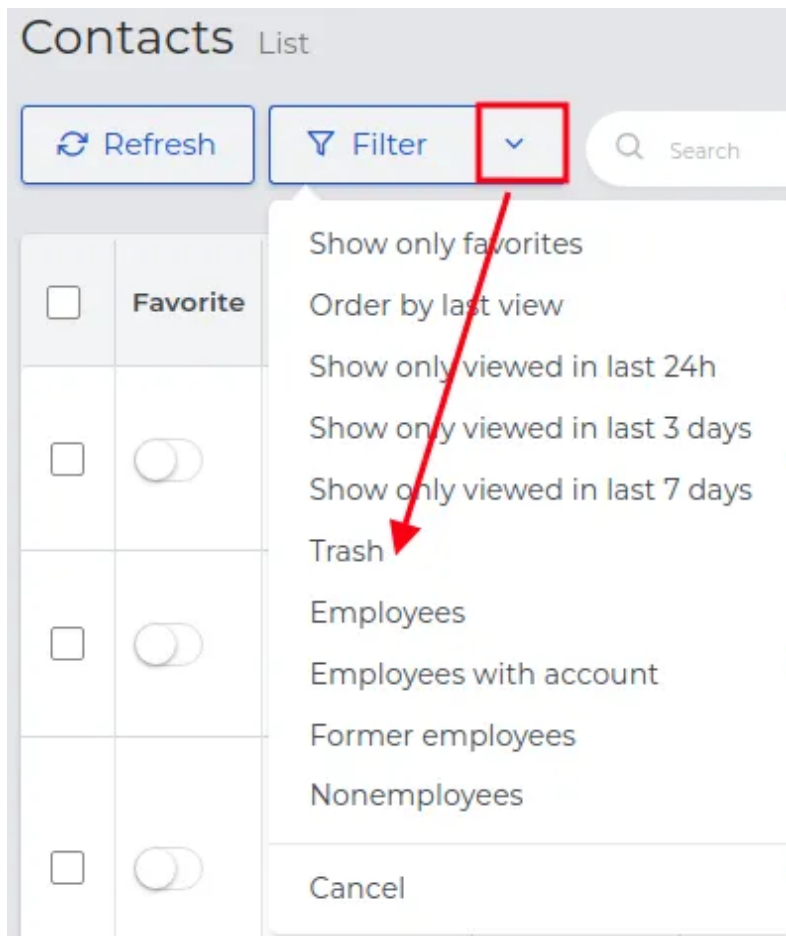 Contacts List
Refresh Filter Search
Favorite
Show only favorites
Order by last view
Show only viewed in last 24h
Show only viewed in last 3 days
Show only viewed in last 7 days
Trash
Employees
Employees with account
Former employees
Nonemployees
Cancel